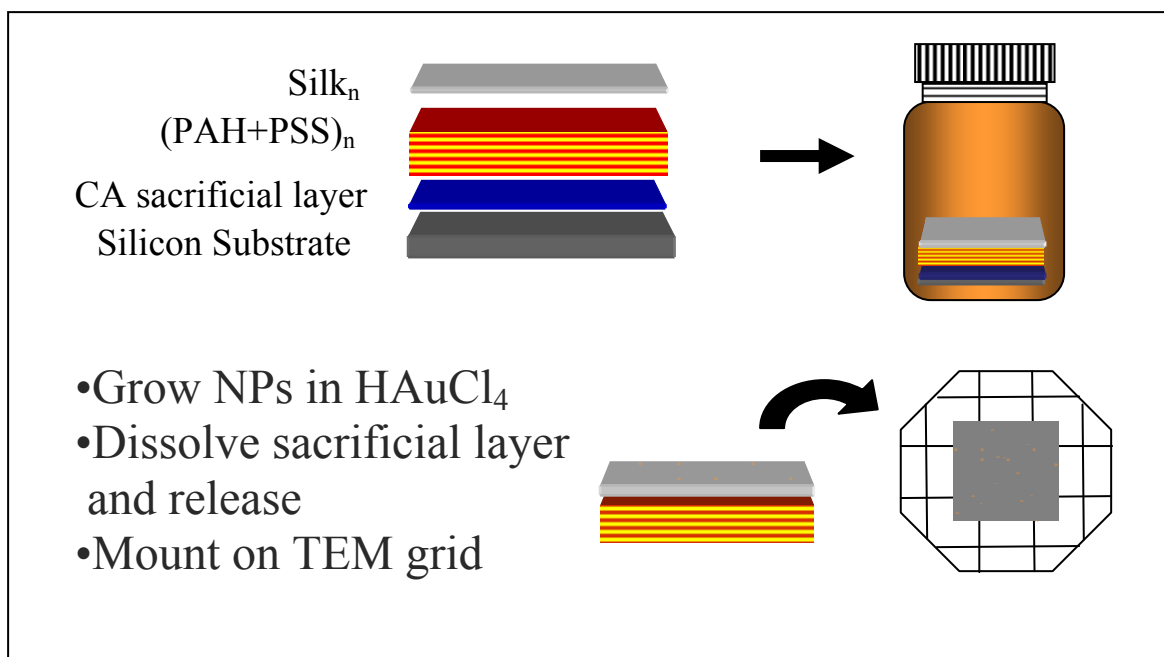 Silkₙ
(PAH+PSS)ₙ
CA sacrificial layer
Silicon Substrate
•Grow NPs in HAuCl₄
•Dissolve sacrificial layer
and release
•Mount on TEM grid